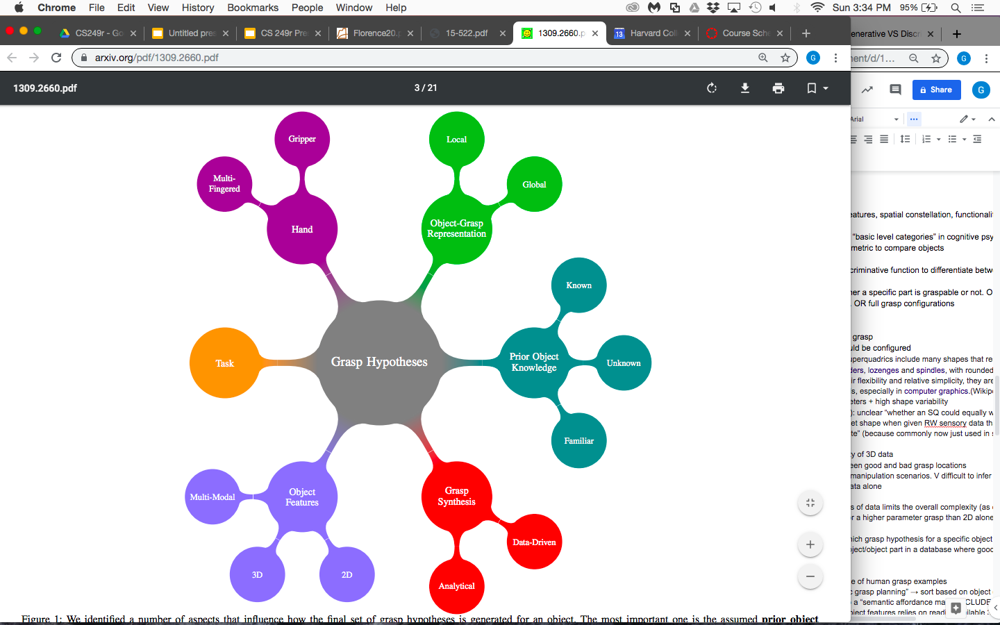 Chrome File Edit View History Bookmarks People Window Help
Sun 3:34 PM 95%
CS249r - Go
Untitled pres
CS 249r Pre
Florence20.p
15-522.pdf
1309.2660.p
13 Harvard Col
Course Sche
enerative VS Discr
arxiv.org/pdf/1309.2660.pdf
G
ment/d/1...
G
1309.2660.pdf
3 / 21
Share
G
Arial
Gripper
Multi-
Fingered
Hand
Local
Global
Object-Grasp
Representation
Known
Prior Object
Knowledge
Unknown
Familiar
Task
Grasp Hypotheses
Multi-Modal
Object
Features
3D
2D
Grasp
Synthesis
Data-Driven
Analytical
Figure 1: We identified a number of aspects that influence how the final set of grasp hypotheses is generated for an object. The most important one is the assumed prior object
eatures, spatial constellation, functionali
"basic level categories" in cognitive psy
metric to compare objects
criminative function to differentiate betw
her a specific part is graspable or not. O
OR full grasp configurations
grasp
uld be configured
uperquadrics include many shapes that re
ders, lozenges and spindles, with rounded
ir flexibility and relative simplicity, they are
s, especially in computer graphics.(Wikip
eters + high shape variability
): unclear "whether an SQ could equally w
et shape when given RW sensory data th
te" (because commonly now just used in s
y of 3D data
een good and bad grasp locations
manipulation scenarios. V difficult to infer
ata alone
s of data limits the overall complexity (as
r a higher parameter grasp than 2D alone
hich grasp hypothesis for a specific object
ject/object part in a database where good
e of human grasp examples
c grasp planning" → sort based on object
a "semantic affordance ma CLUDE
bject features relies on readi ailable